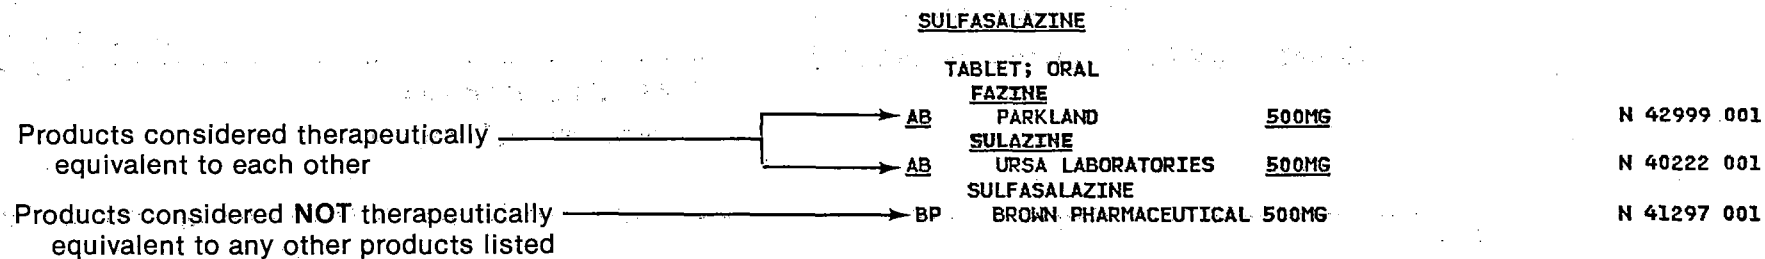 SULFASALAZINE
TABLET; ORAL
FAZINE
AB PARKLAND 500MG N 42999 001
Products considered therapeutically
equivalent to each other
SULAZINE
AB URSA LABORATORIES 500MG N 40222 001
SULFASALAZINE
Products considered NOT therapeutically
equivalent to any other products listed
BP BROWN PHARMACEUTICAL 500MG N 41297 001